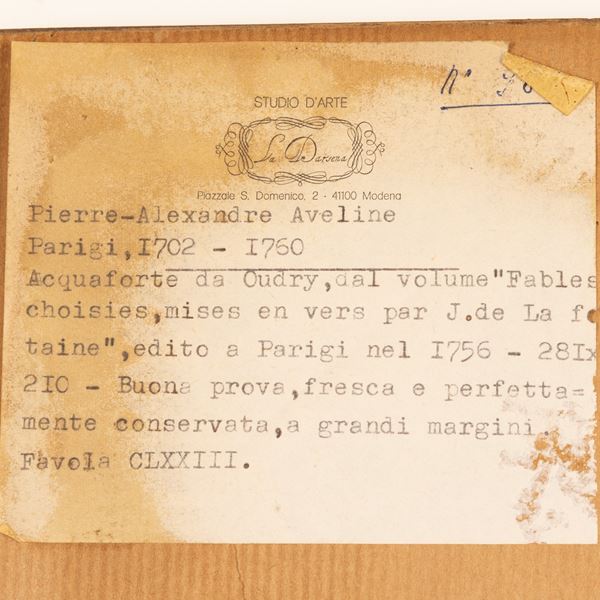 N°
STUDIO D'ARTE
La Darsena
Piazzale S. Domenico, 2 - 41100 Modena
Pierre-Alexandre Aveline
Parigi,I702 - I760
Acquaforte da Oudry,dal volume"Fables
choisies,mises en vers par J.de La fo
taine",edito a Parigi nel I756 - 28Ix
2I0 - Buona prova,fresca e perfetta=
mente conservata,a grandi margini.
Favola CLXXIII.